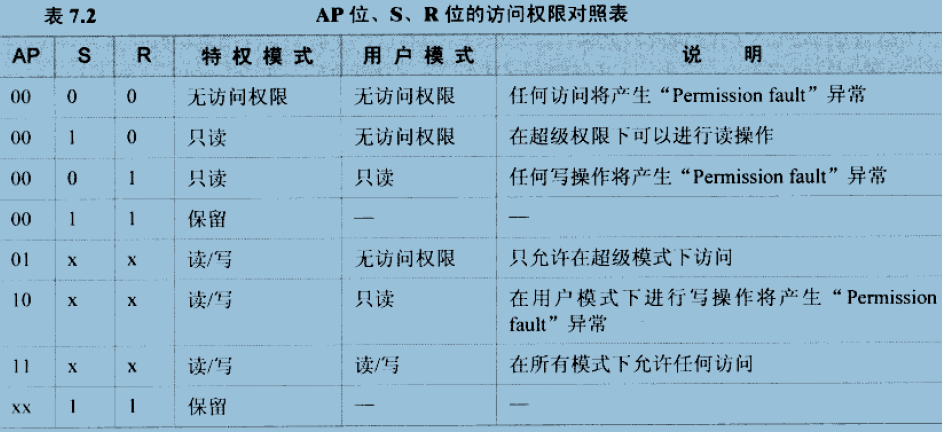 表 7.2 AP 位、S、R 位的访问权限对照表
AP S R 特 权 模 式 用 户 模 式 说 明
00 0 0 无访问权限 无访问权限 任何访问将产生“Permission fault”异常
00 1 0 只读 无访问权限 在超级权限下可以进行读操作
00 0 1 只读 只读 任何写操作将产生“Permission fault”异常
00 1 1 保留 — —
01 x x 读/写 无访问权限 只允许在超级模式下访问
10 x x 读/写 只读 在用户模式下进行写操作将产生“Permission
fault”异常
11 x x 读/写 读/写 在所有模式下允许任何访问
xx 1 1 保留 — —